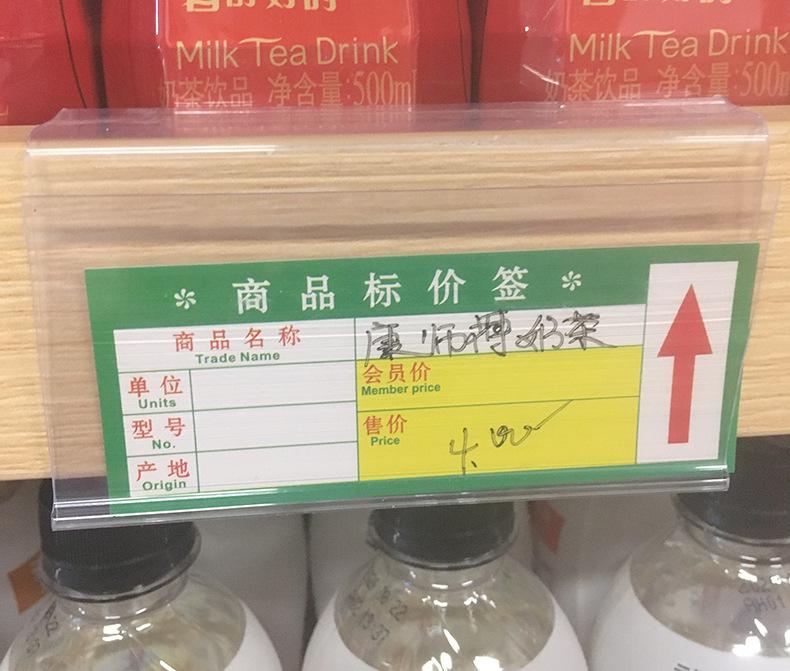 Milk Tea Drink
奶茶饮品 净含量:500ml
Milk Tea Drink
奶茶饮品 净含量:500m
* 商品标价签 *
商品名称 康师傅奶茶
Trade Name
单位 会员价
Units Member price
型号 售价
No. Price
4.00
产地
Origin